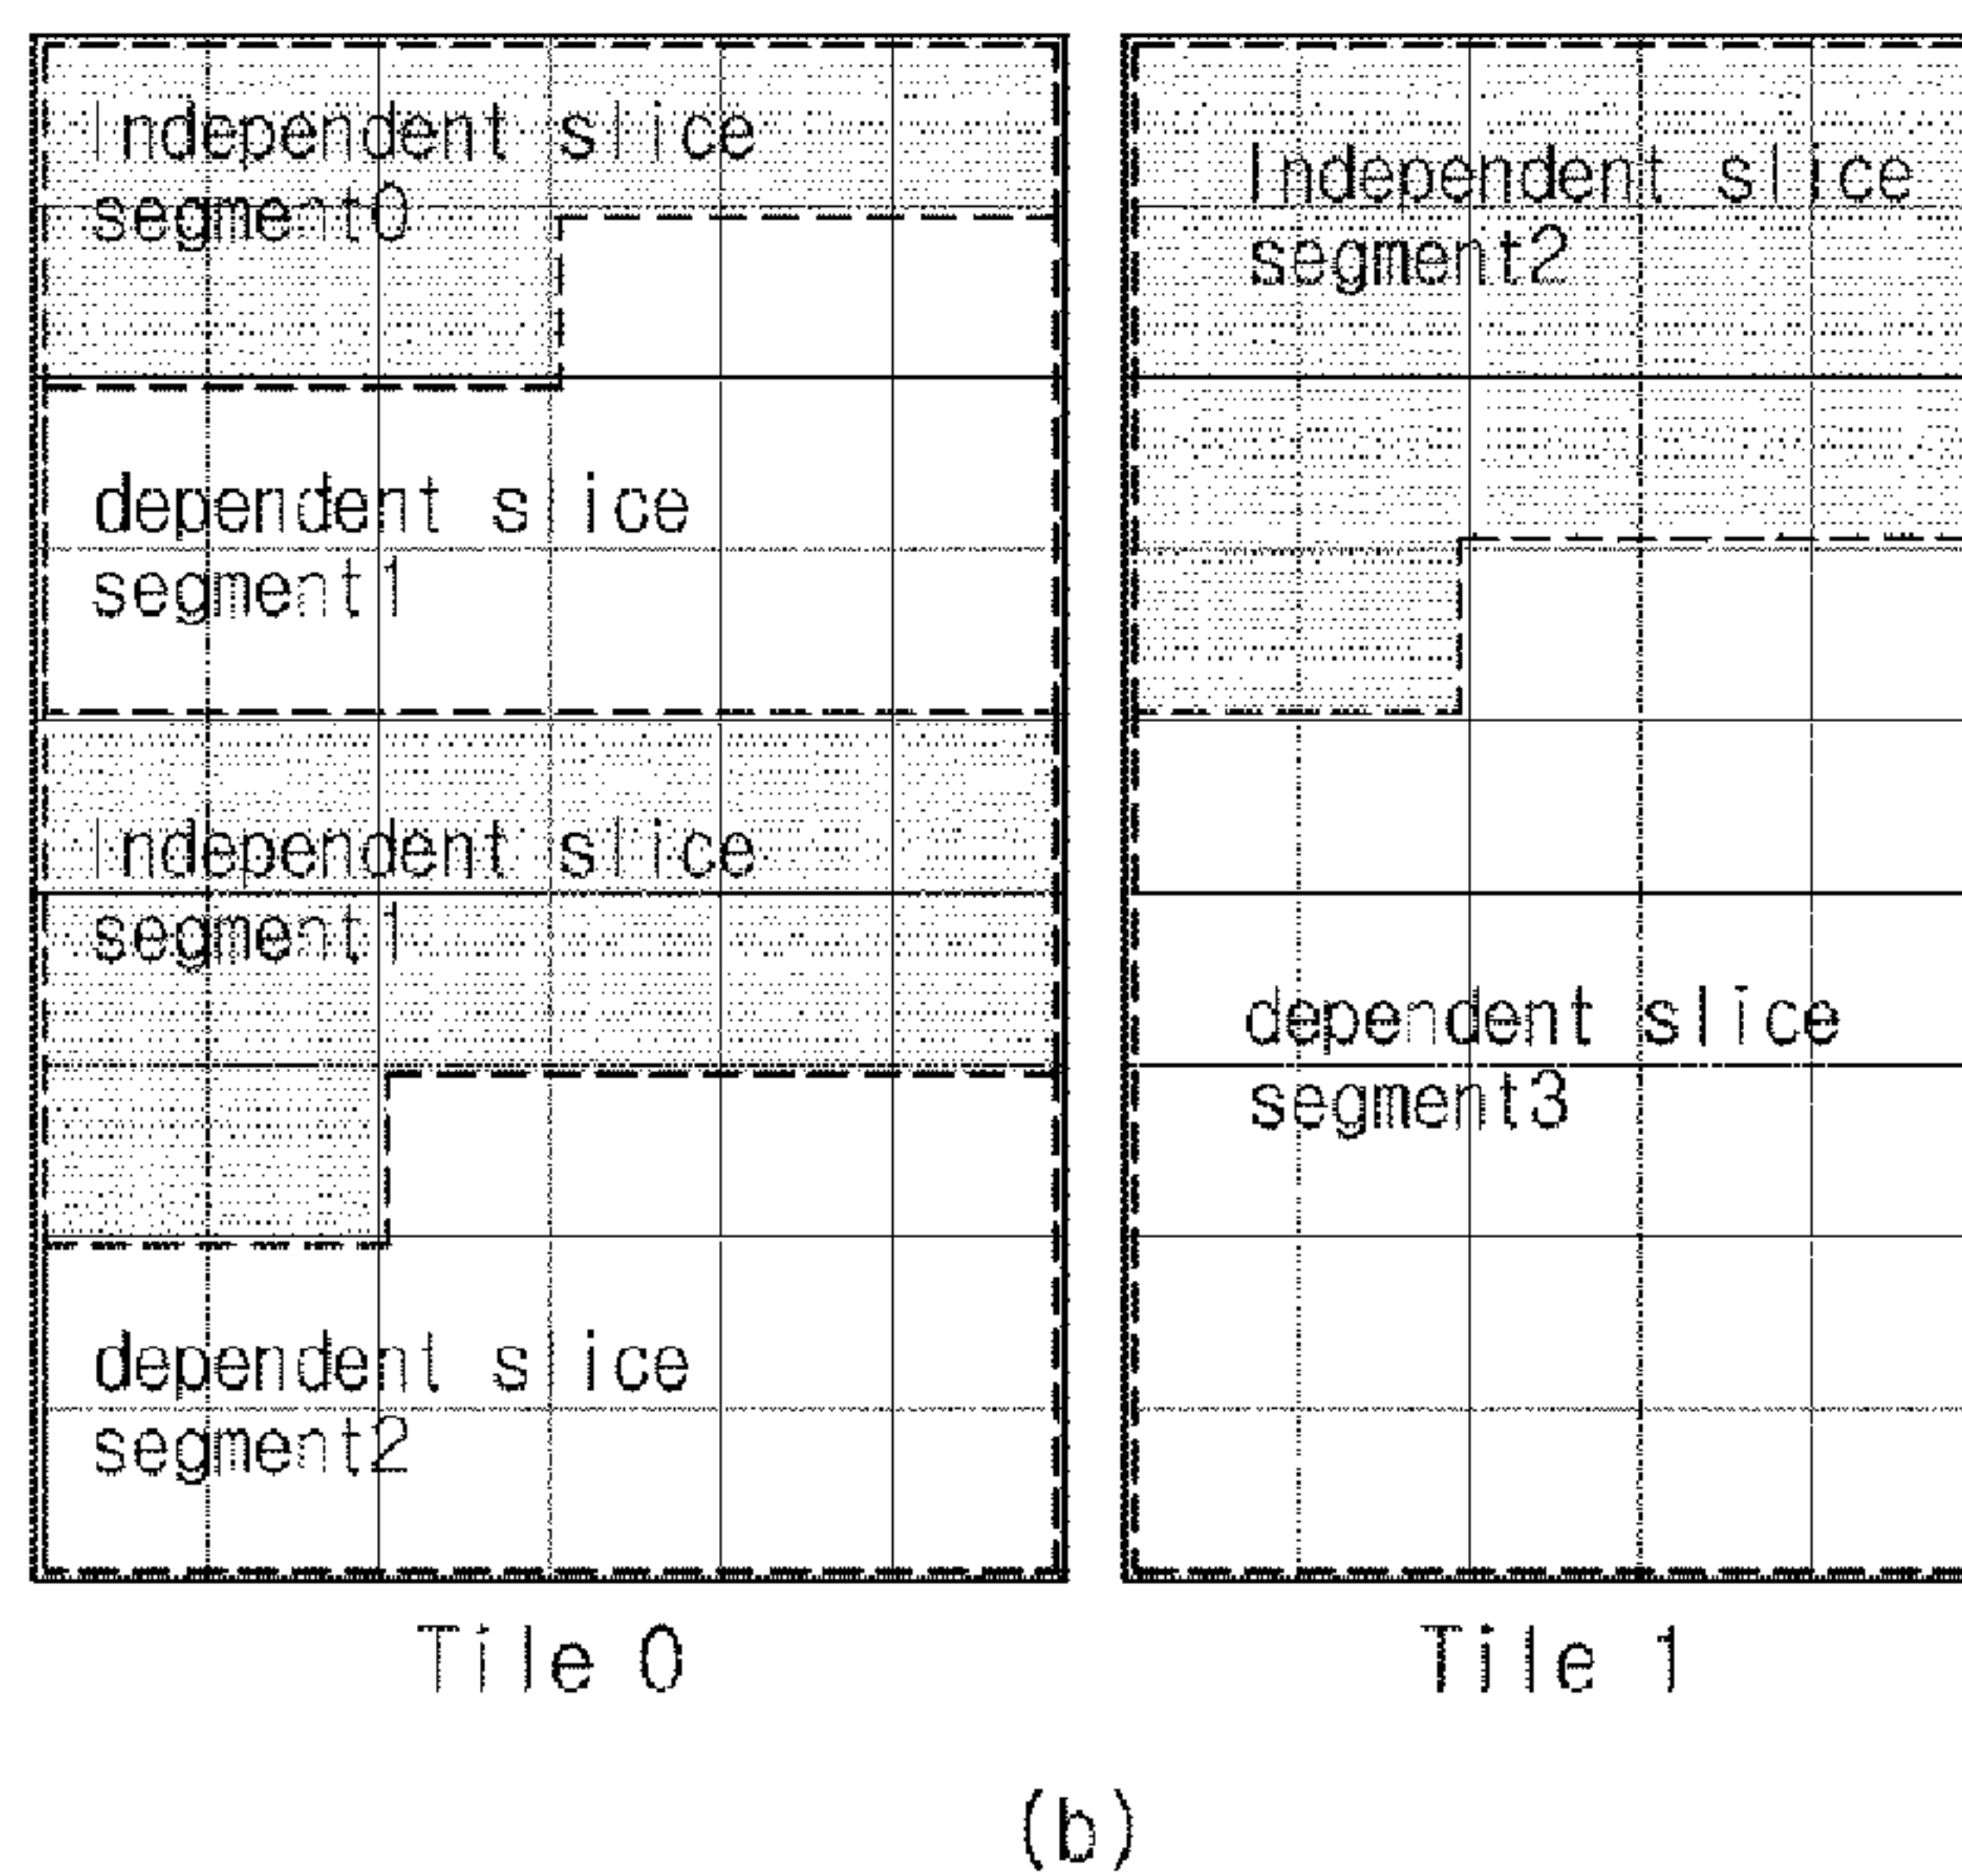 Independent slice
segment0
dependent slice
segment1
Independent slice
segment1
dependent slice
segment2
Tile 0
Independent slice
segment2
dependent slice
segment3
Tile 1
(b)